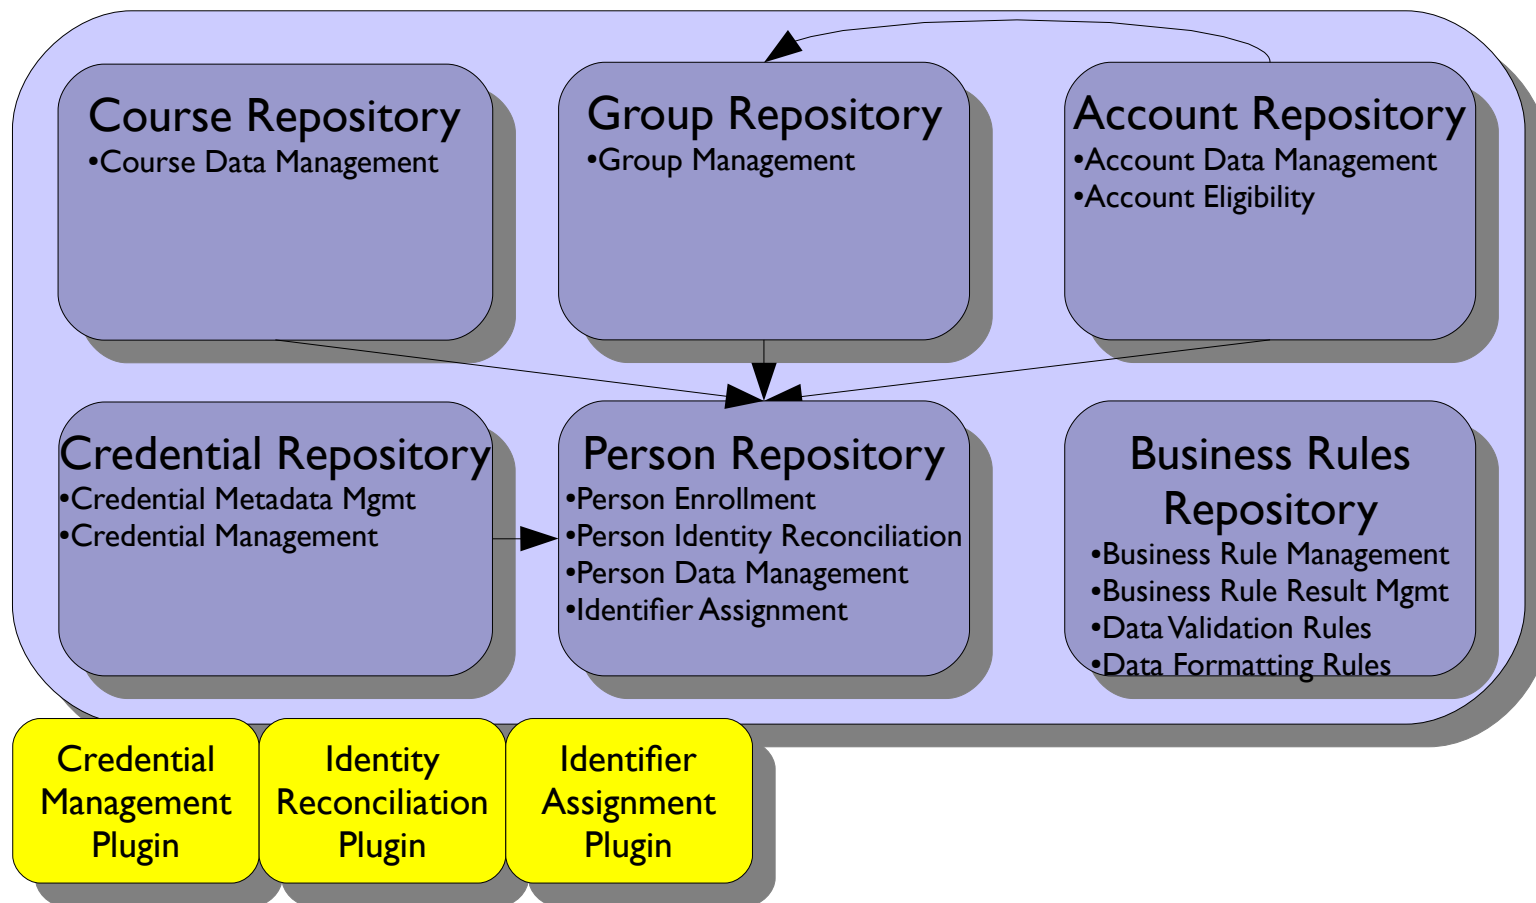 Course Repository
•Course Data Management
Group Repository
•Group Management
Account Repository
•Account Data Management
•Account Eligibility
Credential Repository
•Credential Metadata Mgmt
•Credential Management
Person Repository
•Person Enrollment
•Person Identity Reconciliation
•Person Data Management
•Identifier Assignment
Business Rules
Repository
•Business Rule Management
•Business Rule Result Mgmt
•Data Validation Rules
•Data Formatting Rules
Credential
Management
Plugin
Identity
Reconciliation
Plugin
Identifier
Assignment
Plugin